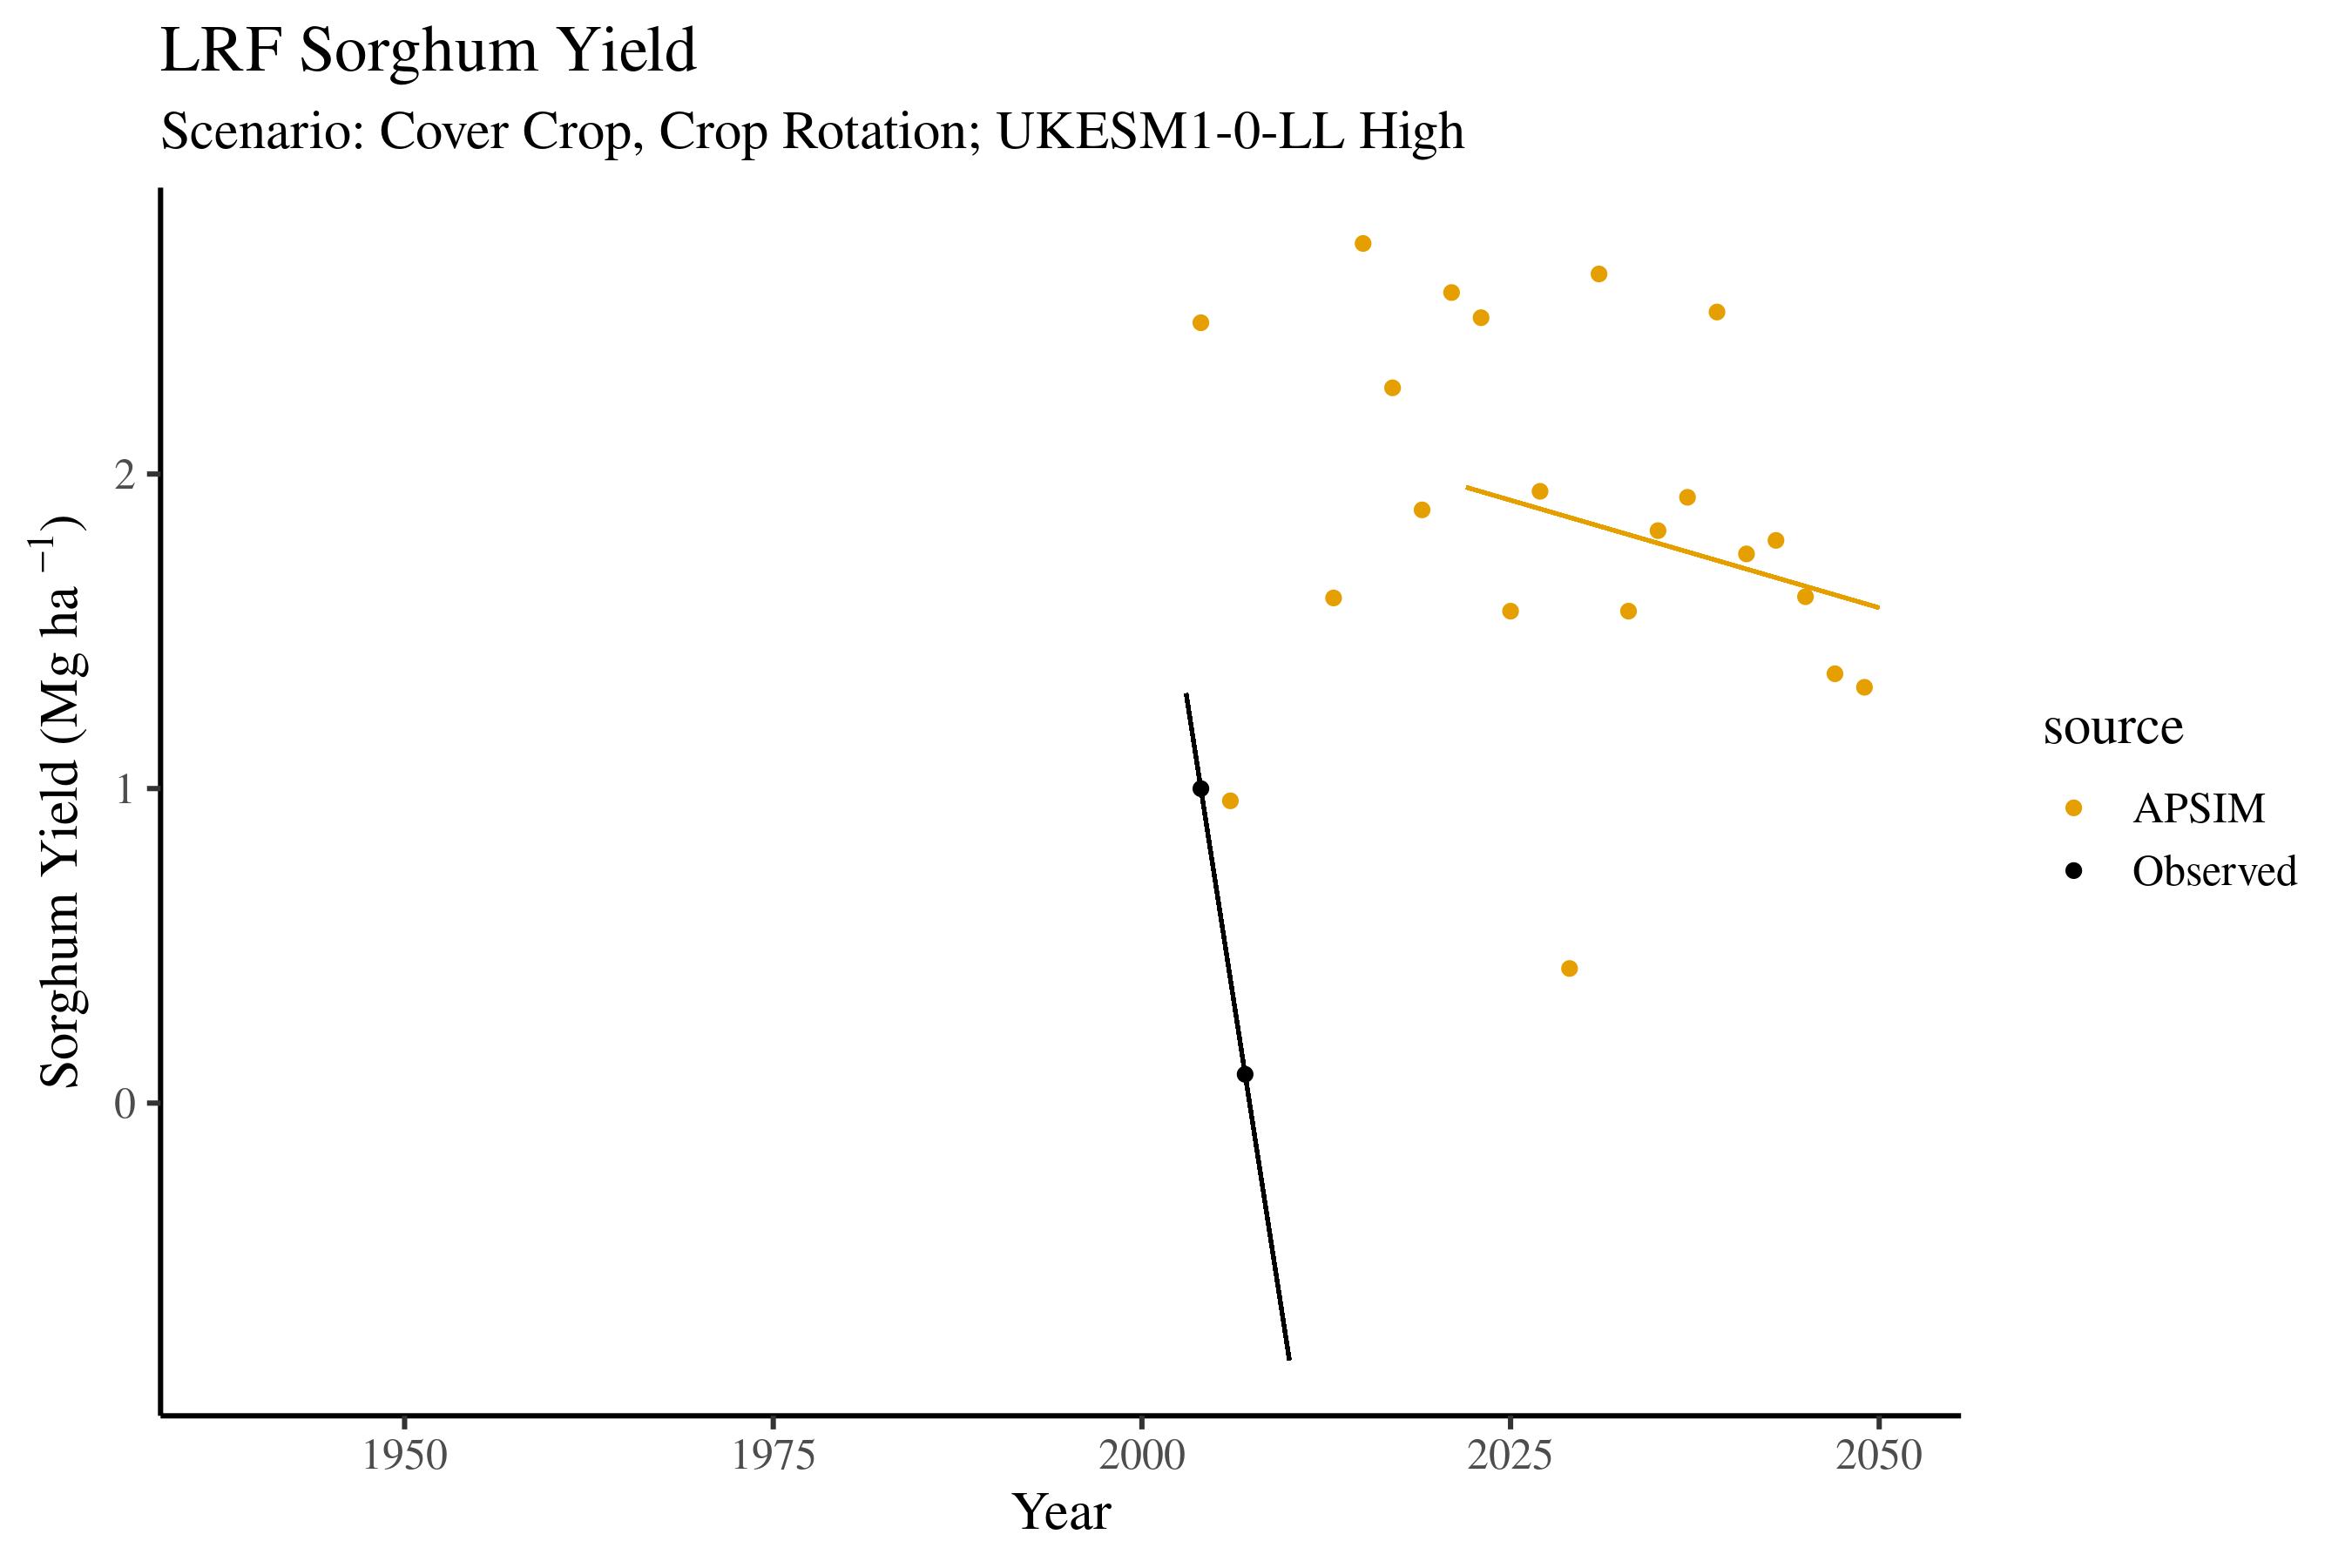 LRF Sorghum Yield
Scenario: Cover Crop, Crop Rotation; UKESM1-0-LL High
Sorghum Yield (Mg ha −1)
2
1
0
1950
1975
2000
2025
2050
Year
source
APSIM
Observed